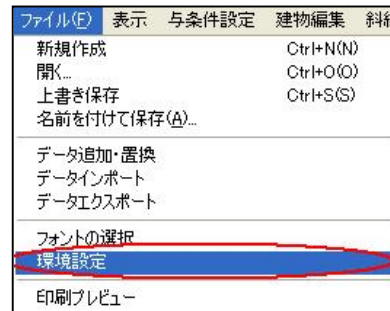 ファイル(F) 表示 与条件設定 建物編集 斜線
新規作成 Ctrl+N(N)
開く... Ctrl+O(O)
上書き保存 Ctrl+S(S)
名前を付けて保存(A)...
データ追加・置換
データインポート
データエクスポート
フォントの選択
環境設定
印刷プレビュー